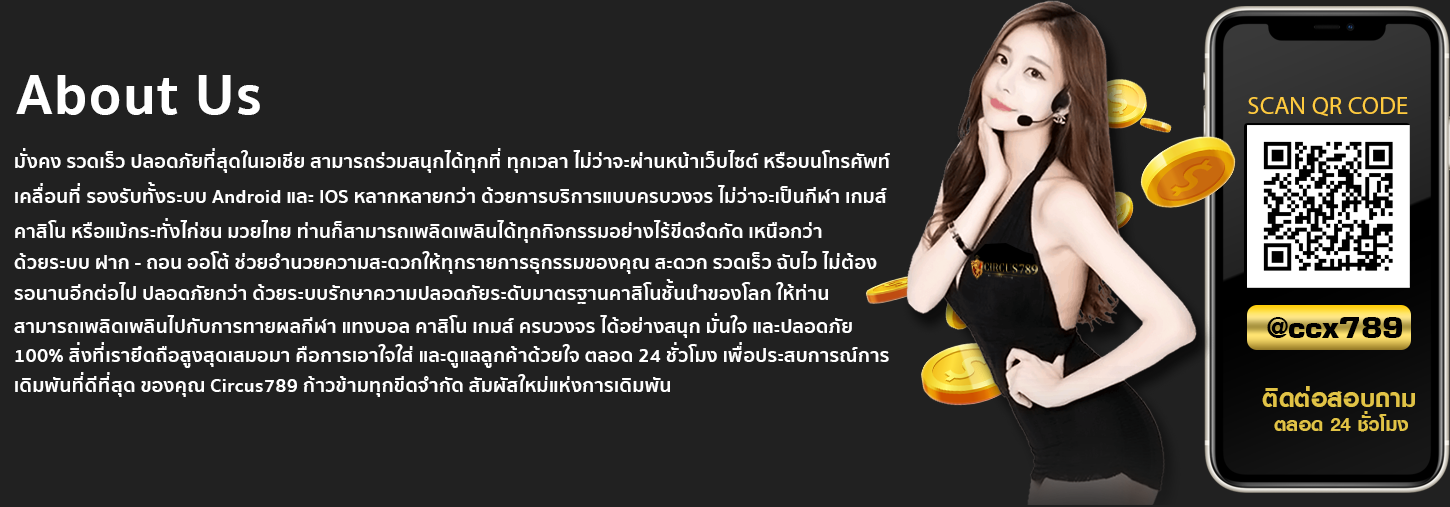 About Us
มั่งคง รวดเร็ว ปลอดภัยที่สุดในเอเชีย สามารถร่วมสนุกได้ทุกที่ ทุกเวลา ไม่ว่าจะผ่านหน้าเว็บไซต์ หรือบนโทรศัพท์
เคลื่อนที่ รองรับทั้งระบบ Android และ IOS หลากหลายกว่า ด้วยการบริการแบบครบวงจร ไม่ว่าจะเป็นกีฬา เกมส์
คาสิโน หรือแม้กระทั่งไก่ชน มวยไทย ท่านก็สามารถเพลิดเพลินได้ทุกกิจกรรมอย่างไร้ขีดจำกัด เหนือกว่า
ด้วยระบบ ฝาก - ถอน ออโต้ ช่วยอำนวยความสะดวกให้ทุกรายการธุกรรมของคุณ สะดวก รวดเร็ว ฉับไว ไม่ต้อง
รอนานอีกต่อไป ปลอดภัยกว่า ด้วยระบบรักษาความปลอดภัยระดับมาตรฐานคาสิโนชั้นนำของโลก ให้ท่าน
สามารถเพลิดเพลินไปกับการทายผลกีฬา แทงบอล คาสิโน เกมส์ ครบวงจร ได้อย่างสนุก มั่นใจ และปลอดภัย
100% สิ่งที่เรายึดถือสูงสุดเสมอมา คือการเอาใจใส่ และดูแลลูกค้าด้วยใจ ตลอด 24 ชั่วโมง เพื่อประสบการณ์การ
เดิมพันที่ดีที่สุด ของคุณ Circus789 ก้าวข้ามทุกขีดจำกัด สัมผัสใหม่แห่งการเดิมพัน
CIRCUS789
SCAN QR CODE
@ccx789
ติดต่อสอบถาม
ตลอด 24 ชั่วโมง